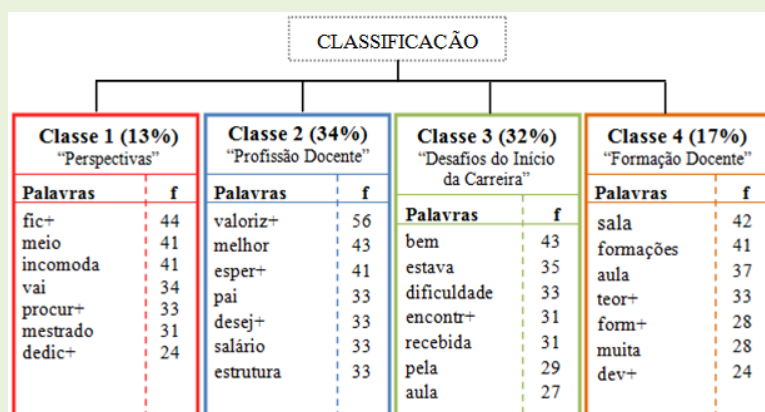 CLASSIFICAÇÃO
Classe 1 (13%)
“Perspectivas”
Palavras f
fic+ 44
meio 41
incomoda 41
vai 34
procur+ 33
mestrado 31
dedic+ 24
Classe 2 (34%)
“Profissão Docente”
Palavras f
valoriz+ 56
melhor 43
esper+ 41
pai 33
desej+ 33
salário 33
estrutura 33
Classe 3 (32%)
“Desafios do Início
da Carreira”
Palavras f
bem 43
estava 35
dificuldade 33
encontr+ 31
recebida 31
pela 29
aula 27
Classe 4 (17%)
“Formação Docente”
Palavras f
sala 42
formações 41
aula 37
teor+ 33
form+ 28
muita 28
dev+ 24